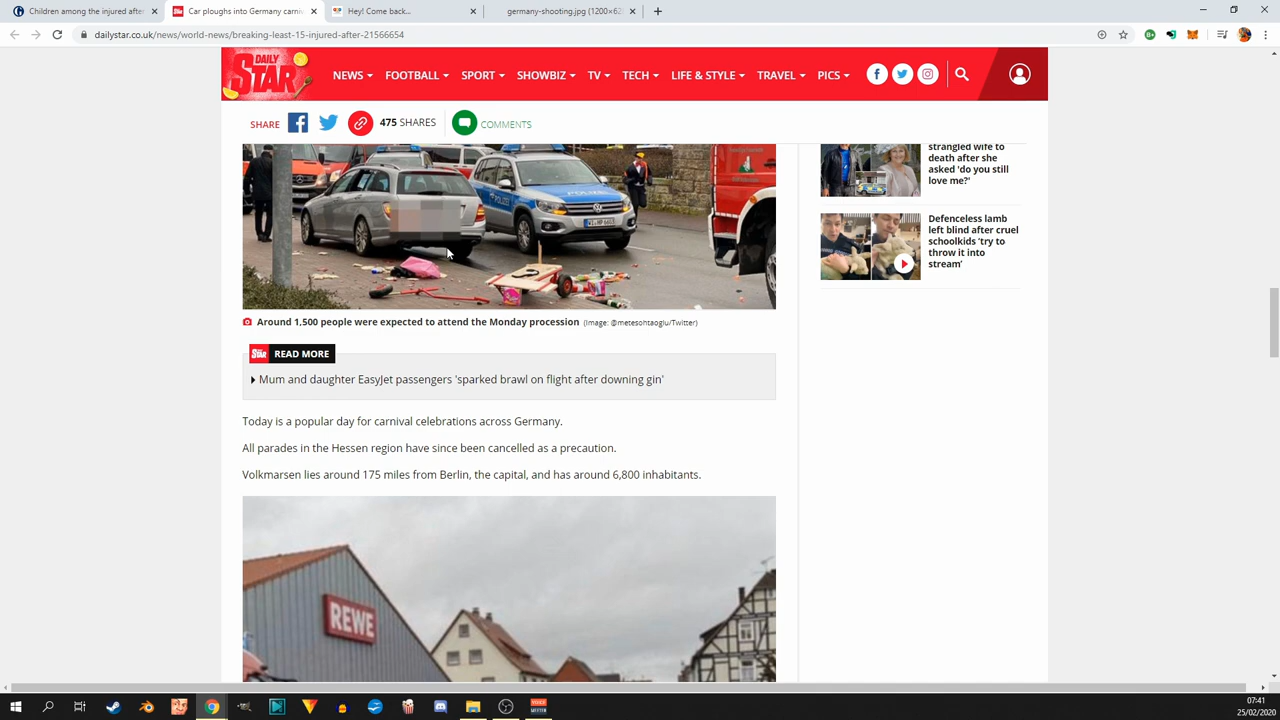 Children among the injured after
Car ploughs into Germany carniv
Hey! Come back...
germany-shooting.jpg (1200×62
dailystar.co.uk/news/world-news/breaking-least-15-injured-after-21566654
DAILY
STAR
NEWS
FOOTBALL
SPORT
SHOWBIZ
TV
TECH
LIFE & STYLE
TRAVEL
PICS
SHARE
475 SHARES
COMMENTS
POLIZEI
strangled wife to
death after she
asked 'do you still
love me?'
Defenceless lamb
left blind after cruel
schoolkids 'try to
throw it into
stream'
Around 1,500 people were expected to attend the Monday procession (Image: @metesohtaoglu/Twitter)
STAR
READ MORE
Mum and daughter EasyJet passengers 'sparked brawl on flight after downing gin'
Today is a popular day for carnival celebrations across Germany.
All parades in the Hessen region have since been cancelled as a precaution.
Volkmarsen lies around 175 miles from Berlin, the capital, and has around 6,800 inhabitants.
REWE
07:41
25/02/2020